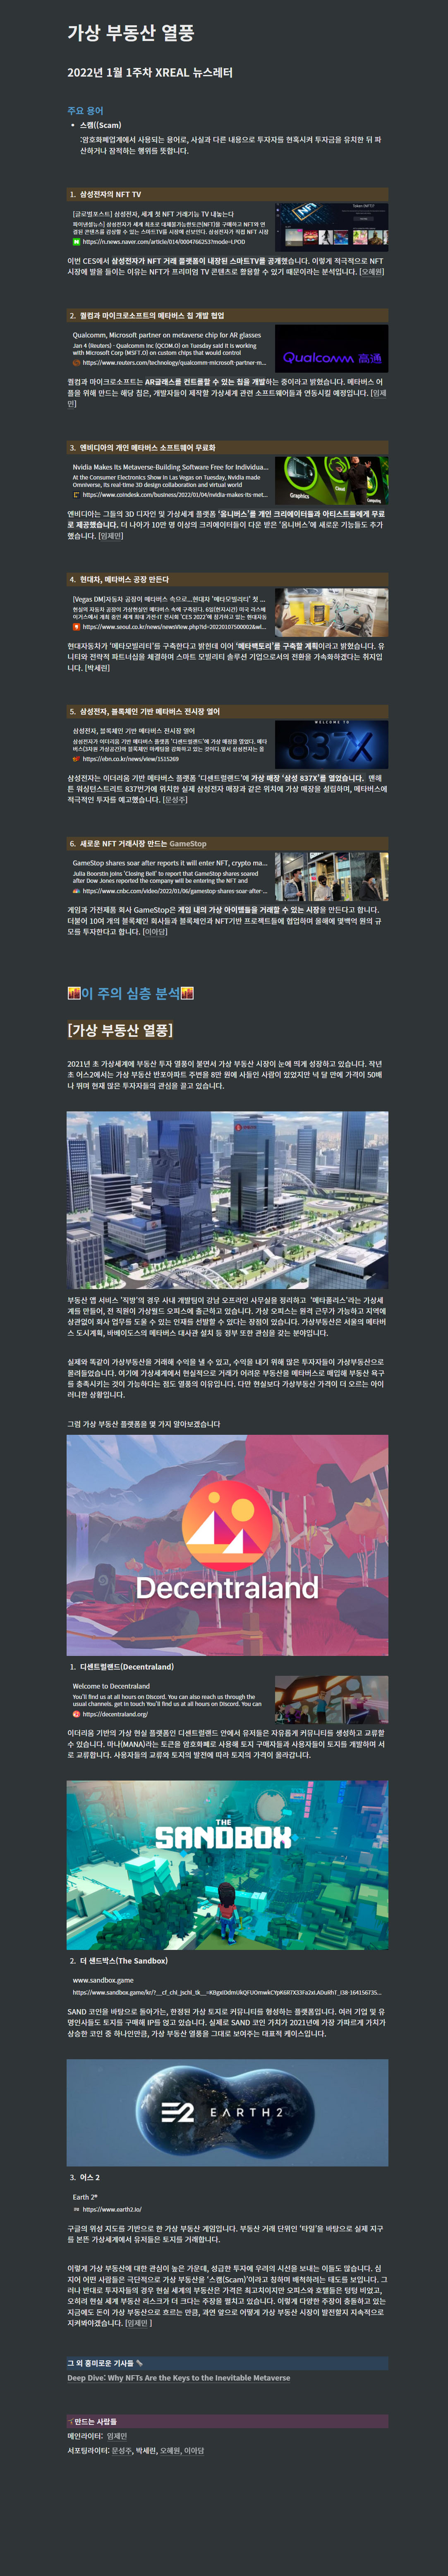 가상 부동산 열풍
2022년 1월 1주차 XREAL 뉴스레터
주요 용어
• 스캠((Scam)
:암호화폐업계에서 사용되는 용어로, 사실과 다른 내용으로 투자자를 현혹시켜 투자금을 유치한 뒤 파
산하거나 잠적하는 행위를 뜻합니다.
1. 삼성전자의 NFT TV
[글로벌포스트] 삼성전자, 세계 첫 NFT 거래기능 TV 내놓는다
파이낸셜뉴스] 삼성전자가 세계 최초로 대체불가능한토큰(NFT)을 구매하고 NFT와 연
결된 콘텐츠를 감상할 수 있는 스마트TV를 시장에 선보인다. 삼성전자가 직접 NFT 시장
https://n.news.naver.com/article/014/0004766253?mode=LPOD
이번 CES에서 삼성전자가 NFT 거래 플랫폼이 내장된 스마트TV를 공개했습니다. 이렇게 적극적으로 NFT
시장에 발을 들이는 이유는 NFT가 프리미엄 TV 콘텐츠로 활용할 수 있기 때문이라는 분석입니다. [오혜원]
2. 퀄컴과 마이크로소프트의 메타버스 칩 개발 협업
Qualcomm, Microsoft partner on metaverse chip for AR glasses
Jan 4 (Reuters) - Qualcomm Inc (QCOM.O) on Tuesday said it is working
with Microsoft Corp (MSFT.O) on custom chips that would control
https://www.reuters.com/technology/qualcomm-microsoft-partner-m...
Qualcomm 高通
퀄컴과 마이크로소프트는 AR글래스를 컨트롤할 수 있는 칩을 개발하는 중이라고 밝혔습니다. 메타버스 어
플을 위해 만드는 해당 칩은, 개발자들이 제작할 가상세계 관련 소프트웨어들과 연동시킬 예정입니다. [임제
민]
3. 엔비디아의 개인 메타버스 소프트웨어 무료화
Nvidia Makes Its Metaverse-Building Software Free for Individua...
At the Consumer Electronics Show in Las Vegas on Tuesday, Nvidia made
Omniverse, its real-time 3D design collaboration and virtual world
https://www.coindesk.com/business/2022/01/04/nvidia-makes-its-met...
Graphics
Cloud
엔비디아는 그들의 3D 디자인 및 가상세계 플랫폼 '옴니버스'를 개인 크리에이터들과 아티스트들에게 무료
로 제공했습니다. 더 나아가 10만 명 이상의 크리에이터들이 다운 받은 '옴니버스'에 새로운 기능들도 추가
했습니다. [임제민]
4. 현대차, 메타버스 공장 만든다
[Vegas DM]자동차 공장이 메타버스 속으로...현대차 '메타모빌리티' 첫 ...
현실의 자동차 공장이 가상현실인 메타버스 속에 '구축된다. 6일(현지시간) 미국 라스베
이거스에서 개최 중인 세계 최대 가전·IT 전시회 'CES 2022'에 참가하고 있는 현대자동
https://www.seoul.co.kr/news/newsView.php?id=20220107500002&wl...
현대자동차가 '메타모빌리티'를 구축한다고 밝힌데 이어 '메타팩토리'를 구축할 계획이라고 밝혔습니다. 유
니티와 전략적 파트너십을 체결하며 스마트 모빌리티 솔루션 기업으로서의 전환을 가속화하겠다는 취지입
니다. [박세린]
5. 삼성전자, 블록체인 기반 메타버스 전시장 열어
삼성전자, 블록체인 기반 메타버스 전시장 열어
삼성전자가 이더리움 기반 메타버스 플랫폼 '디센트럴랜드'에 가상 매장을 열었다. 메타
버스(3차원 가상공간)와 블록체인 마케팅을 강화하고 있는 것이다.앞서 삼성전자는 올
https://ebn.co.kr/news/view/1515269
WELCOME TO
837X
삼성전자는 이더리움 기반 메타버스 플랫폼 '디센트럴랜드'에 가상 매장 '삼성 837X'를 열었습니다. 맨해
튼 워싱턴스트리트 837번가에 위치한 실제 삼성전자 매장과 같은 위치에 가상 매장을 설립하며, 메타버스에
적극적인 투자를 예고했습니다. [문성주]
6. 새로운 NFT 거래시장 만드는 GameStop
GameStop shares soar after reports it will enter NFT, crypto ma...
Julia Boorstin joins 'Closing Bell' to report that GameStop shares soared
after Dow Jones reported the company will be entering the NFT and
https://www.cnbc.com/video/2022/01/06/gamestop-shares-soar-after-...
게임과 가전제품 회사 GameStop은 게임 내의 가상 아이템들을 거래할 수 있는 시장을 만든다고 합니다.
더불어 10여 개의 블록체인 회사들과 블록체인과 NFT기반 프로젝트들에 협업하며 올해에 몇백억 원의 규
모를 투자한다고 합니다. [이아담]
이 주의 심층 분석
[가상 부동산 열풍]
2021년 초 가상세계에 부동산 투자 열풍이 불면서 가상 부동산 시장이 눈에 띄게 성장하고 있습니다. 작년
초 어스2에서는 가상 부동산 반포아파트 주변을 8만 원에 사들인 사람이 있었지만 넉 달 만에 가격이 50배
나 뛰며 현재 많은 투자자들의 관심을 끌고 있습니다.
부동산 앱 서비스 '직방'의 경우 사내 개발팀이 강남 오프라인 사무실을 정리하고 '메타폴리스'라는 가상세
계를 만들어, 전 직원이 가상월드 오피스에 출근하고 있습니다. 가상 오피스는 원격 근무가 가능하고 지역에
상관없이 회사 업무를 도울 수 있는 인재를 선발할 수 있다는 장점이 있습니다. 가상부동산은 서울의 메타버
스 도시계획, 바베이도스의 메타버스 대사관 설치 등 정부 또한 관심을 갖는 분야입니다.
실제와 똑같이 가상부동산을 거래해 수익을 낼 수 있고, 수익을 내기 위해 많은 투자자들이 가상부동산으로
몰려들었습니다. 여기에 가상세계에서 현실적으로 거래가 어려운 부동산을 메타버스로 매입해 부동산 욕구
를 충족시키는 것이 가능하다는 점도 열풍의 이유입니다. 다만 현실보다 가상부동산 가격이 더 오르는 아이
러니한 상황입니다.
그럼 가상 부동산 플랫폼을 몇 가지 알아보겠습니다
Decentraland
1. 디센트럴랜드(Decentraland)
Welcome to Decentraland
You'll find us at all hours on Discord. You can also reach us through the
usual channels. get in touch You'll find us at all hours on Discord. You can
https://decentraland.org/
이더리움 기반의 가상 현실 플랫폼인 디센트럴랜드 안에서 유저들은 자유롭게 커뮤니티를 생성하고 교류할
수 있습니다. 마나(MANA)라는 토큰을 암호화폐로 사용해 토지 구매자들과 사용자들이 토지를 개발하며 서
로 교류합니다. 사용자들의 교류와 토지의 발전에 따라 토지의 가격이 올라갑니다.
THE
SANDBOX
2. 더 샌드박스(The Sandbox)
www.sandbox.game
SAND 코인을 바탕으로 돌아가는, 한정된 가상 토지로 커뮤니티를 형성하는 플랫폼입니다. 여러 기업 및 유
명인사들도 토지를 구매해 IP를 얹고 있습니다. 실제로 SAND 코인 가치가 2021년에 가장 가파르게 가치가
상승한 코인 중 하나인만큼, 가상 부동산 열풍을 그대로 보여주는 대표적 케이스입니다.
EARTH 2
3. 어스 2
Earth 2®
https://www.earth2.io/
구글의 위성 지도를 기반으로 한 가상 부동산 게임입니다. 부동산 거래 단위인 '탸일'을 바탕으로 실제 지구
를 본뜬 가상세계에서 유저들은 토지를 거래합니다.
이렇게 가상 부동산에 대한 관심이 높은 가운데, 성급한 투자에 우려의 시선을 보내는 이들도 많습니다. 심
지어 어떤 사람들은 극단적으로 가상 부동산을 '스캠(Scam)'이라고 칭하며 배척하려는 태도를 보입니다. 그
러나 반대로 투자자들의 경우 현실 세계의 부동산은 가격은 최고치이지만 오피스와 호텔들은 텅텅 비었고,
오히려 현실 세계 부동산 리스크가 더 크다는 주장을 펼치고 있습니다. 이렇게 다양한 주장이 충돌하고 있는
지금에도 돈이 가상 부동산으로 흐르는 만큼, 과연 앞으로 어떻게 가상 부동산 시장이 발전할지 지속적으로
지켜봐야겠습니다. [임제민 ]
그 외 흥미로운 기사들
Deep Dive: Why NFTs Are the Keys to the Inevitable Metaverse
만드는 사람들
메인라이터: 임제민
서포팅라이터: 문성주, 박세린, 오혜원, 이아담